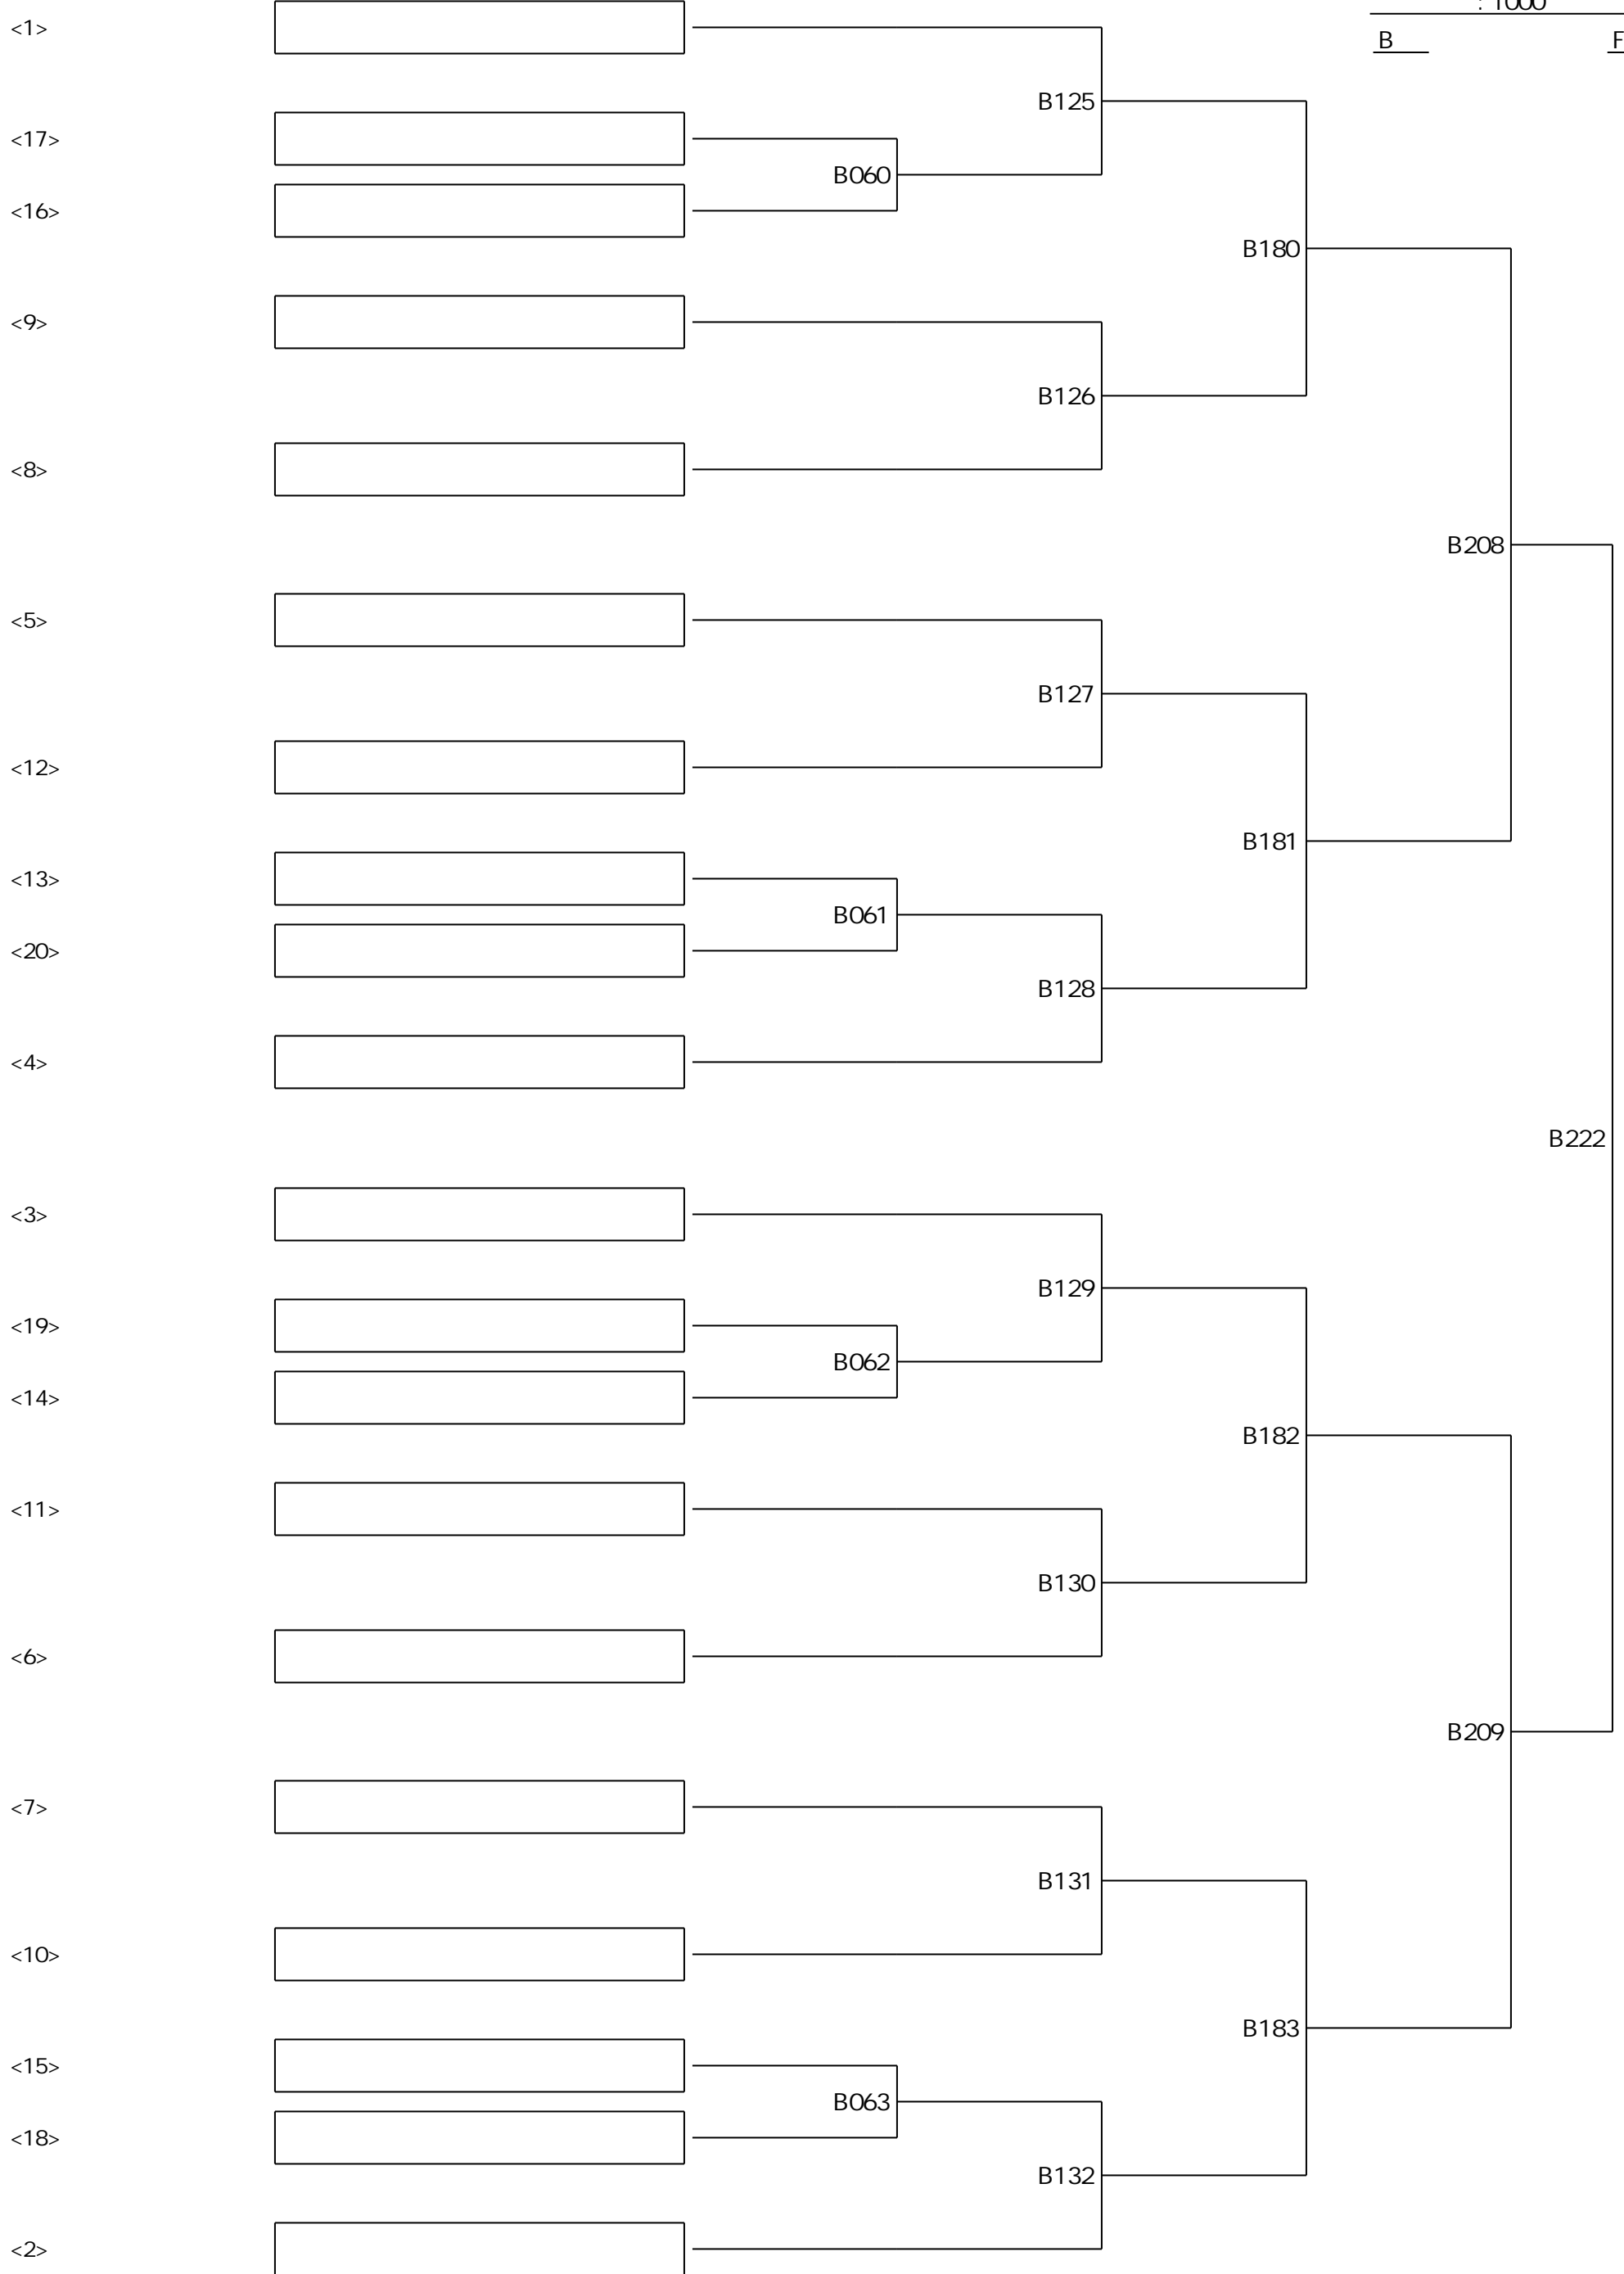 : 1000
<1>
B F
B125
<17>
B060
<16>
B180
<9>
B126
<8>
B208
<5>
B127
<12>
B181
<13>
B061
<20>
B128
<4>
B222
<3>
B129
<19>
B062
<14>
B182
<11>
B130
<6>
B209
<7>
B131
<10>
B183
<15>
B063
<18>
B132
<2>